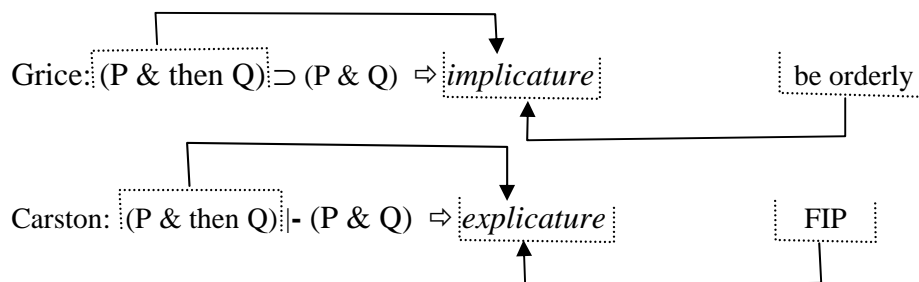 Grice: (P & then Q) ⊃ (P & Q) ⇨ implicature be orderly
Carston: (P & then Q) |- (P & Q) ⇨ explicature FIP